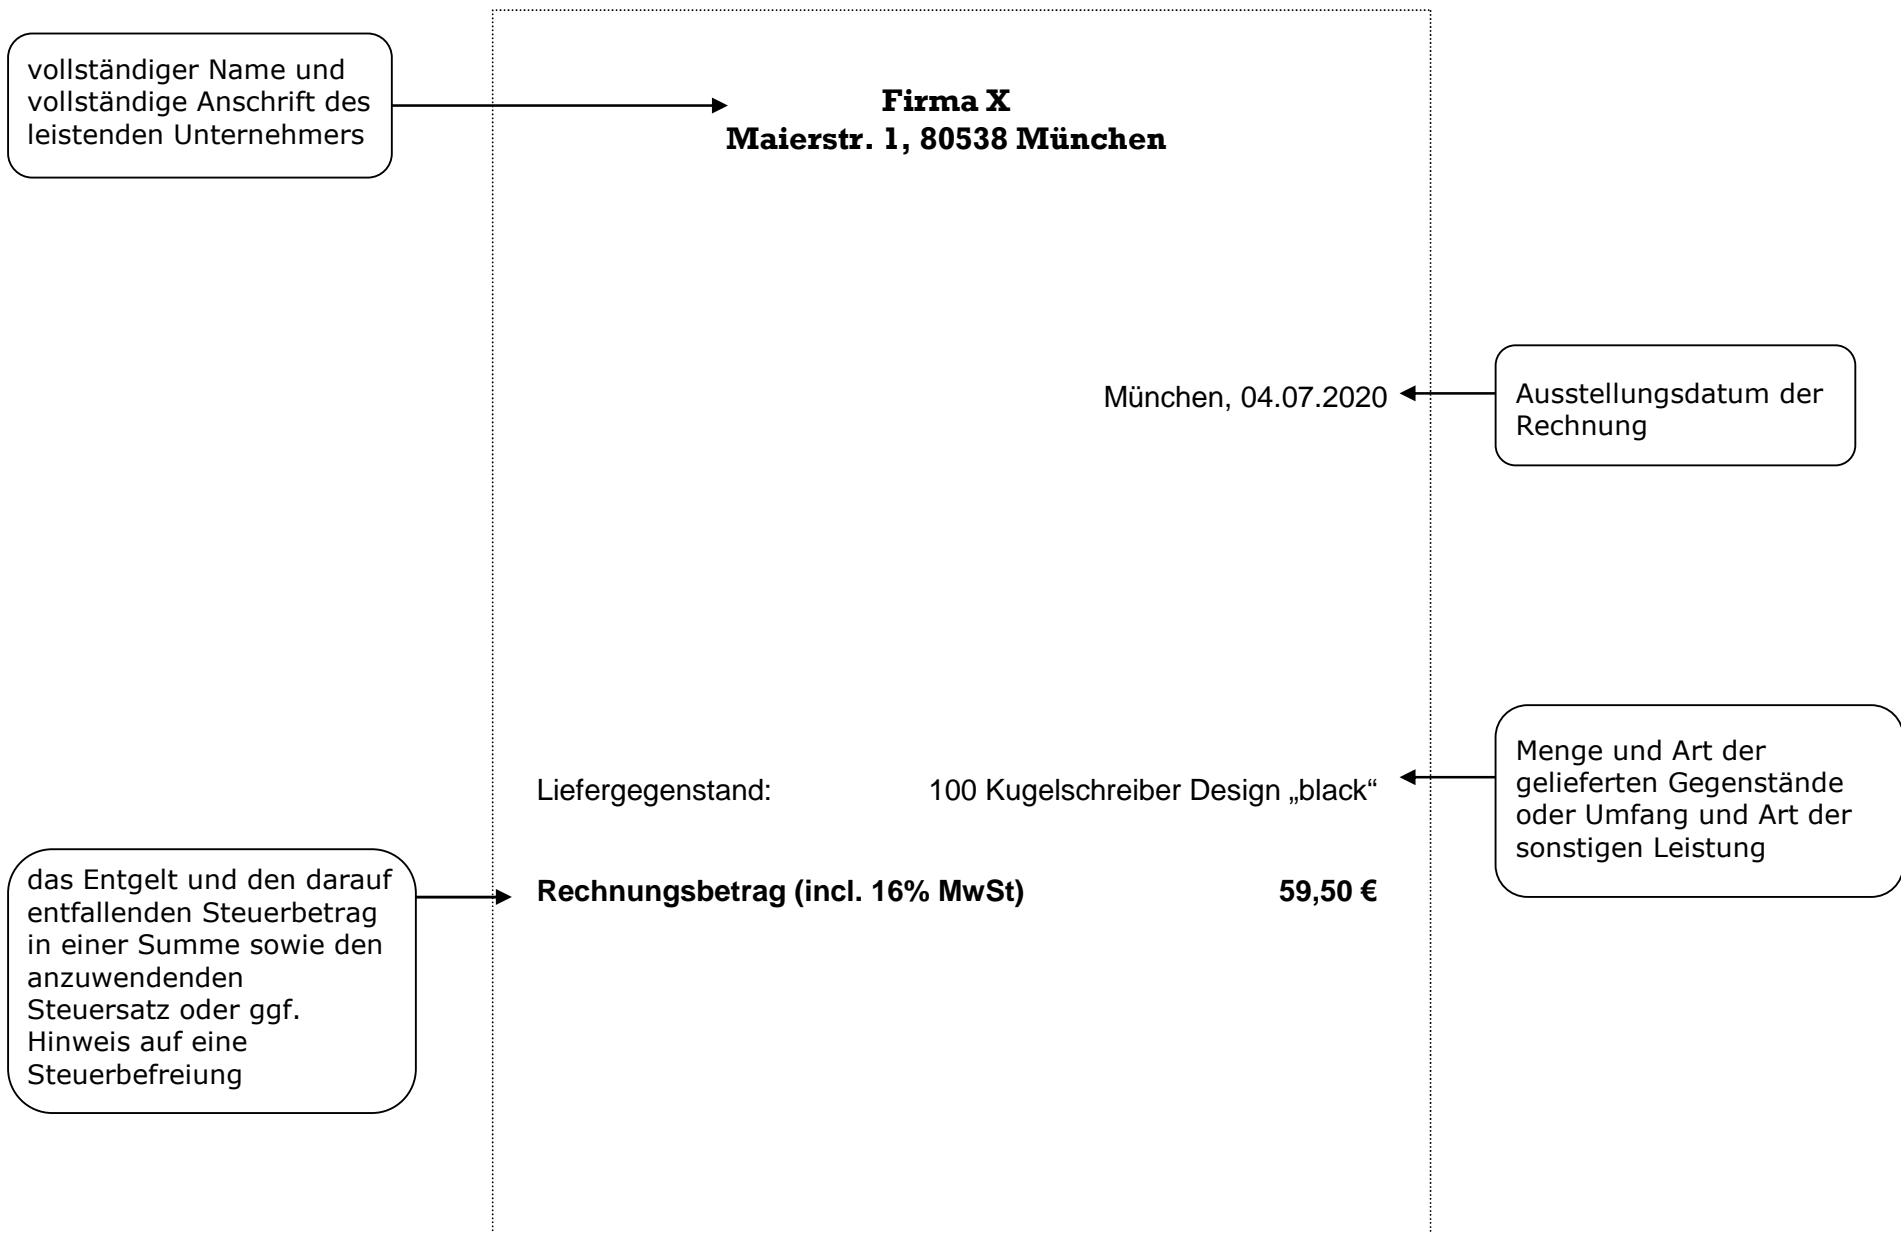 vollständiger Name und
vollständige Anschrift des
leistenden Unternehmers
Firma X
Maierstr. 1, 80538 München
München, 04.07.2020
Ausstellungsdatum der
Rechnung
Liefergegenstand: 100 Kugelschreiber Design „black“
Menge und Art der
gelieferten Gegenstände
oder Umfang und Art der
sonstigen Leistung
das Entgelt und den darauf
entfallenden Steuerbetrag
in einer Summe sowie den
anzuwendenden
Steuersatz oder ggf.
Hinweis auf eine
Steuerbefreiung
Rechnungsbetrag (incl. 16% MwSt) 59,50 €